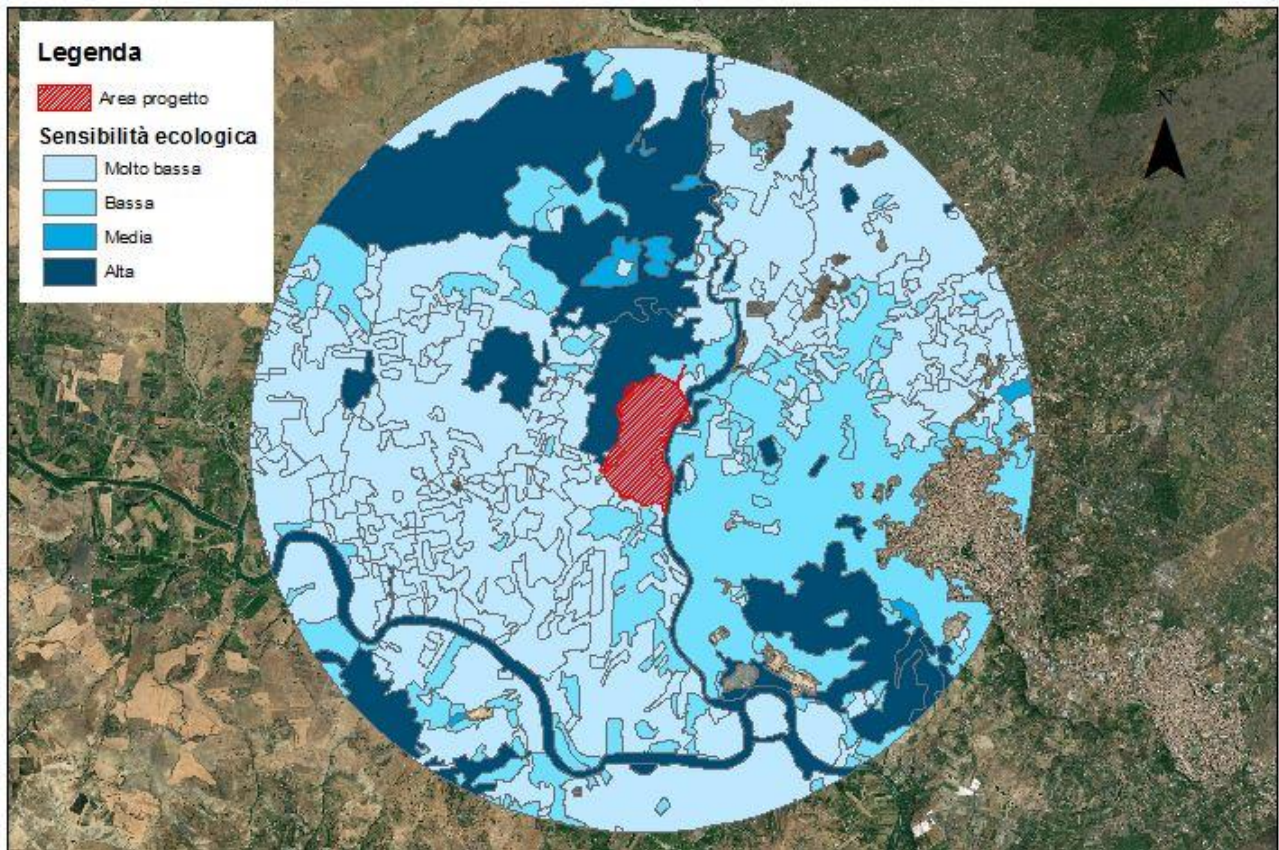 Legenda
Area progetto
Sensibilità ecologica
Molto bassa
Bassa
Media
Alta
N